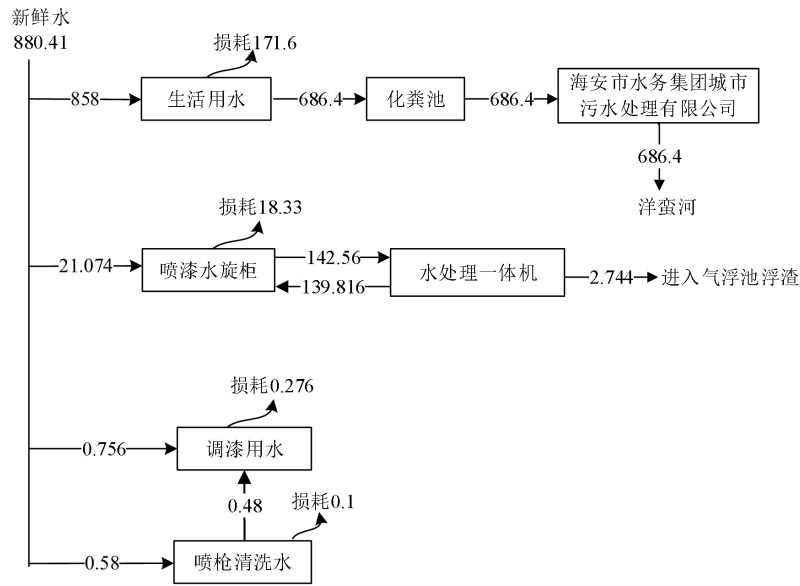 新鲜水
880.41
损耗171.6
858
生活用水
686.4
化粪池
686.4
海安市水务集团城市
污水处理有限公司
686.4
洋蛮河
损耗18.33
21.074
喷漆水旋柜
142.56
139.816
水处理一体机
2.744
进入气浮池浮渣
损耗0.276
0.756
调漆用水
0.48
损耗0.1
0.58
喷枪清洗水